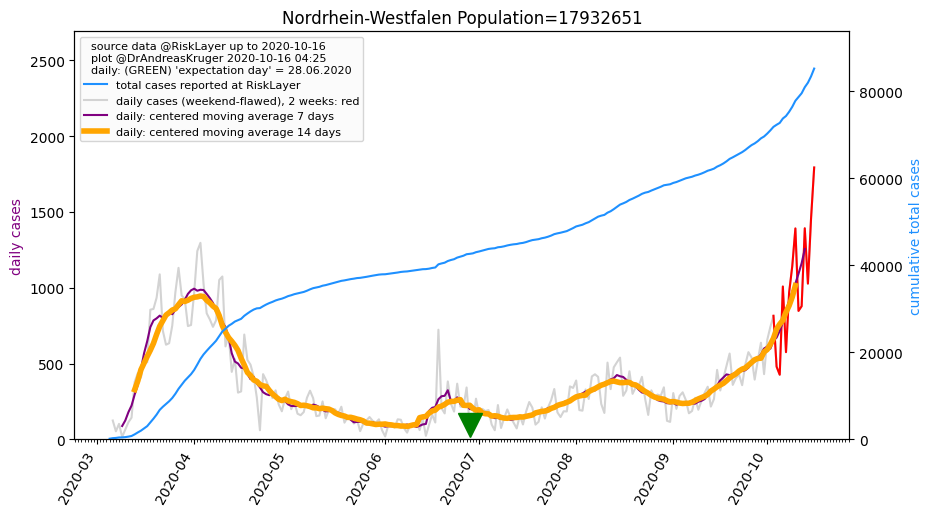 Nordrhein-Westfalen Population=17932651
source data @RiskLayer up to 2020-10-16
plot @DrAndreasKruger 2020-10-16 04:25
daily: (GREEN) 'expectation day' = 28.06.2020
total cases reported at RiskLayer
daily cases (weekend-flawed), 2 weeks: red
daily: centered moving average 7 days
daily: centered moving average 14 days
daily cases
2500
2000
1500
1000
500
0
cumulative total cases
80000
60000
40000
20000
0
2020-03
2020-04
2020-05
2020-06
2020-07
2020-08
2020-09
2020-10